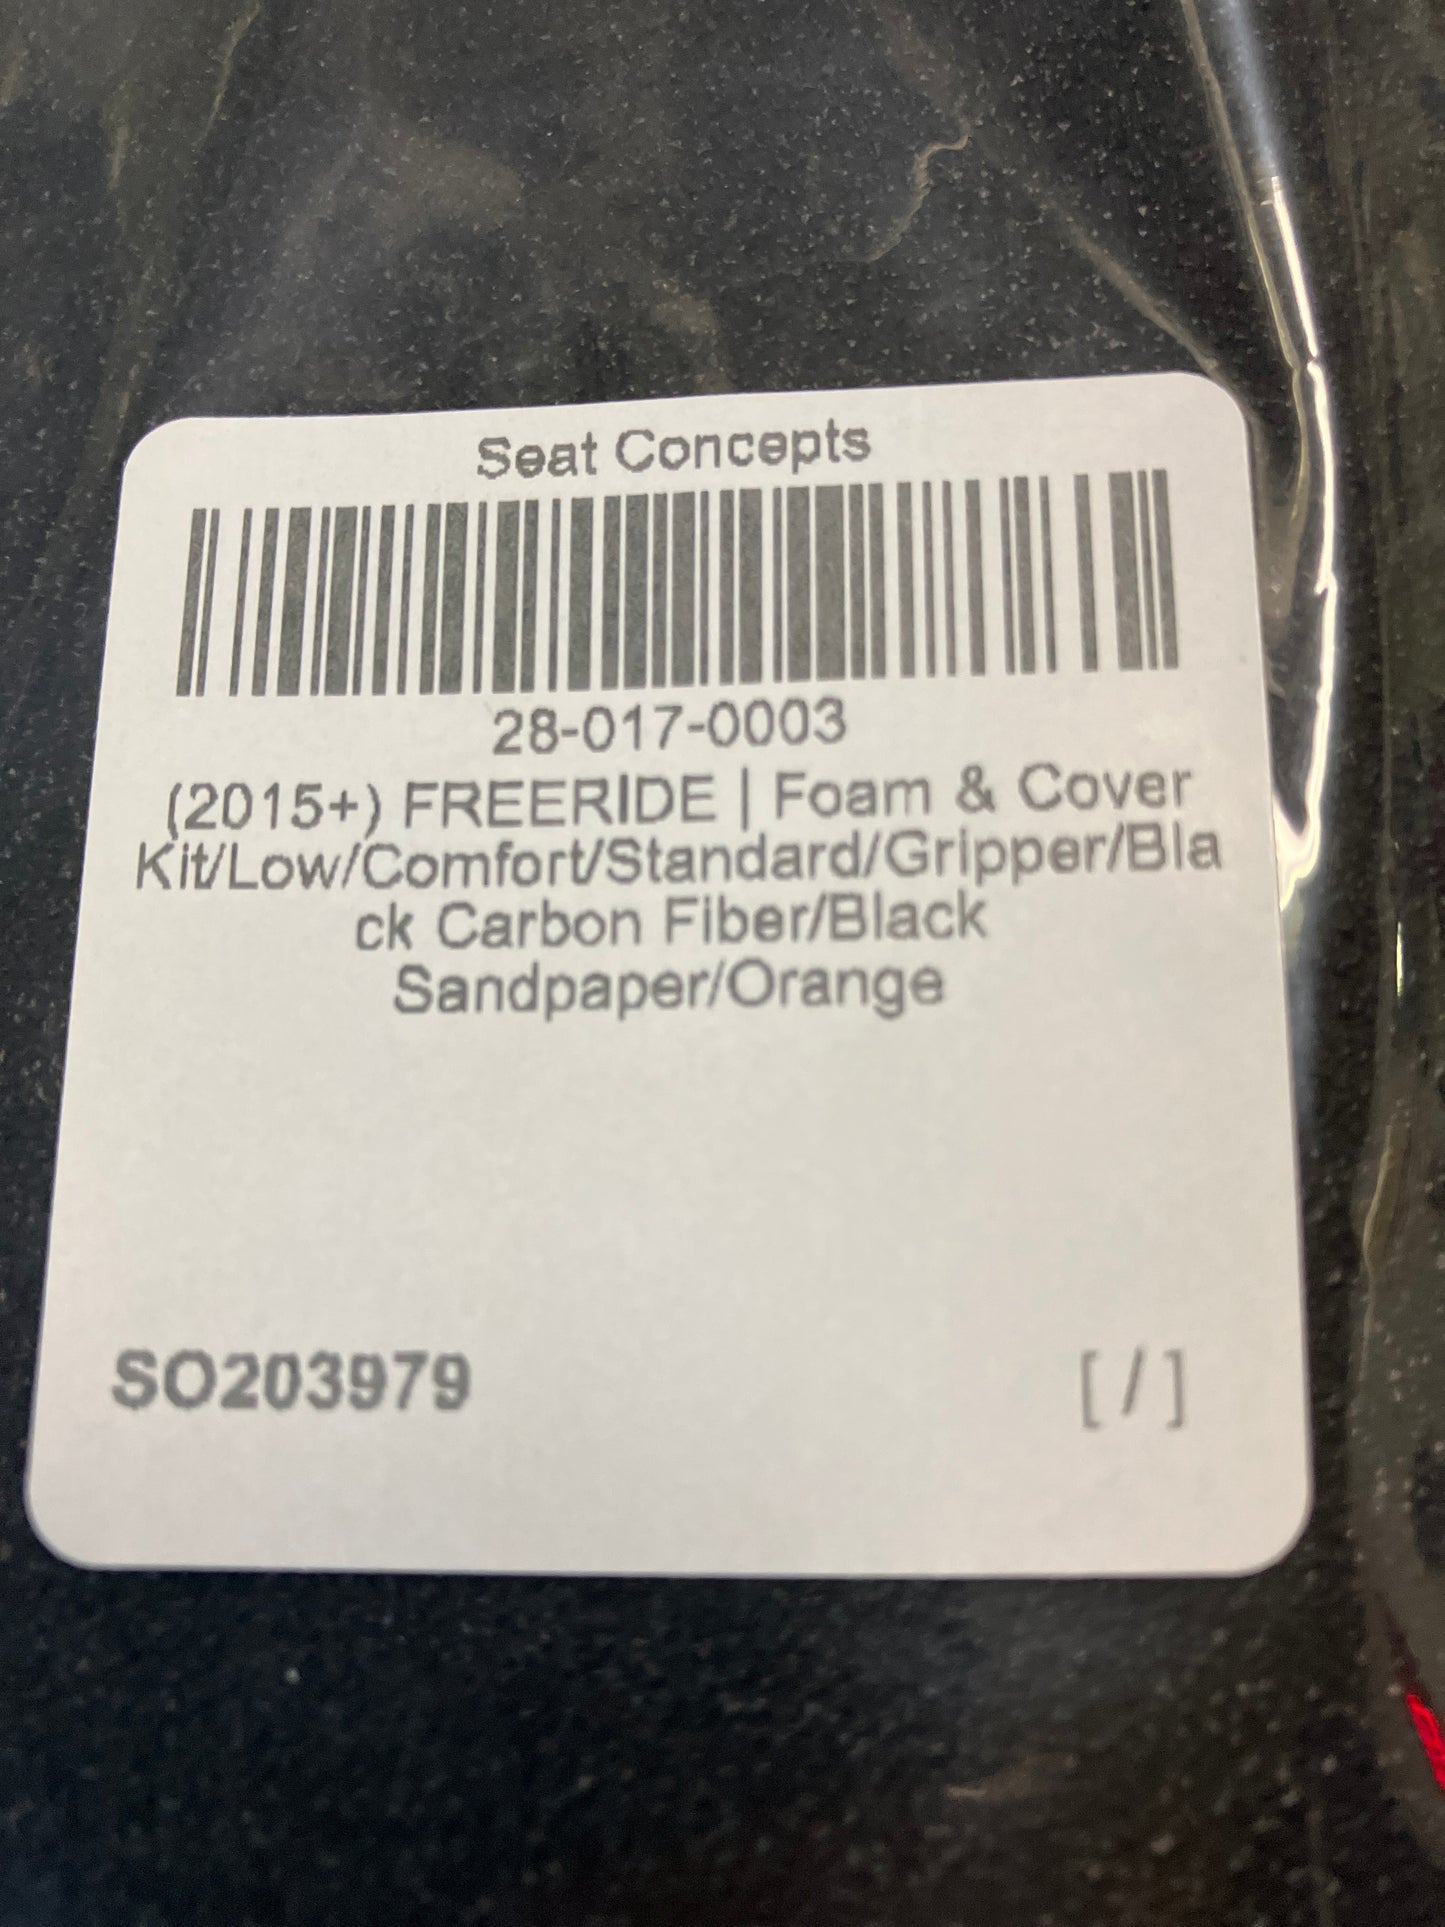 Seat Concepts
28-017-0003
(2015+) FREERIDE | Foam & Cover
Kit/Low/Comfort/Standard/Gripper/Bla
ck Carbon Fiber/Black
Sandpaper/Orange
SO203979
[ / ]